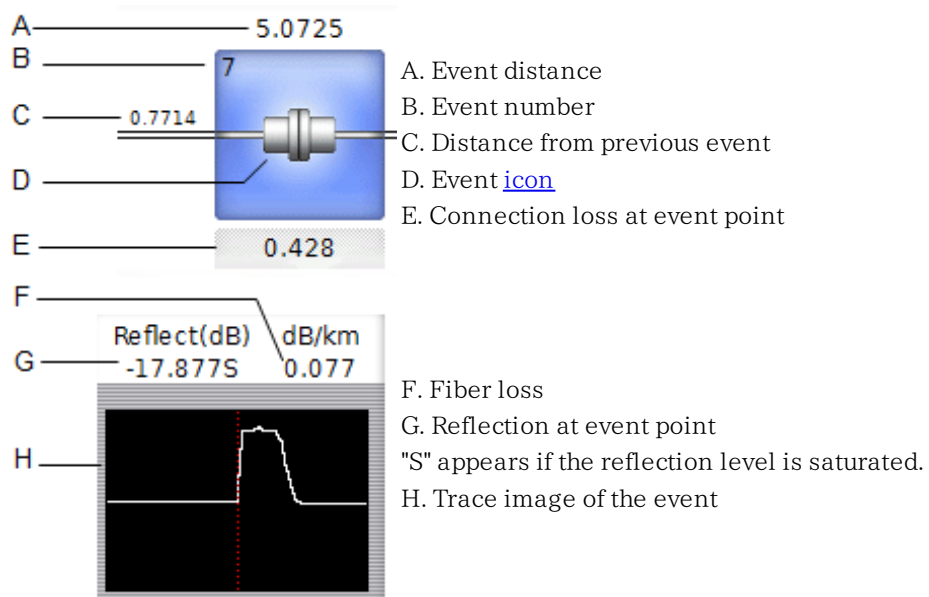 A 5.0725
B 7
C 0.7714
D
E 0.428
A. Event distance
B. Event number
C. Distance from previous event
D. Event icon
E. Connection loss at event point
F
Reflect(dB) dB/km
G -17.877S 0.077
H
F. Fiber loss
G. Reflection at event point
"S" appears if the reflection level is saturated.
H. Trace image of the event